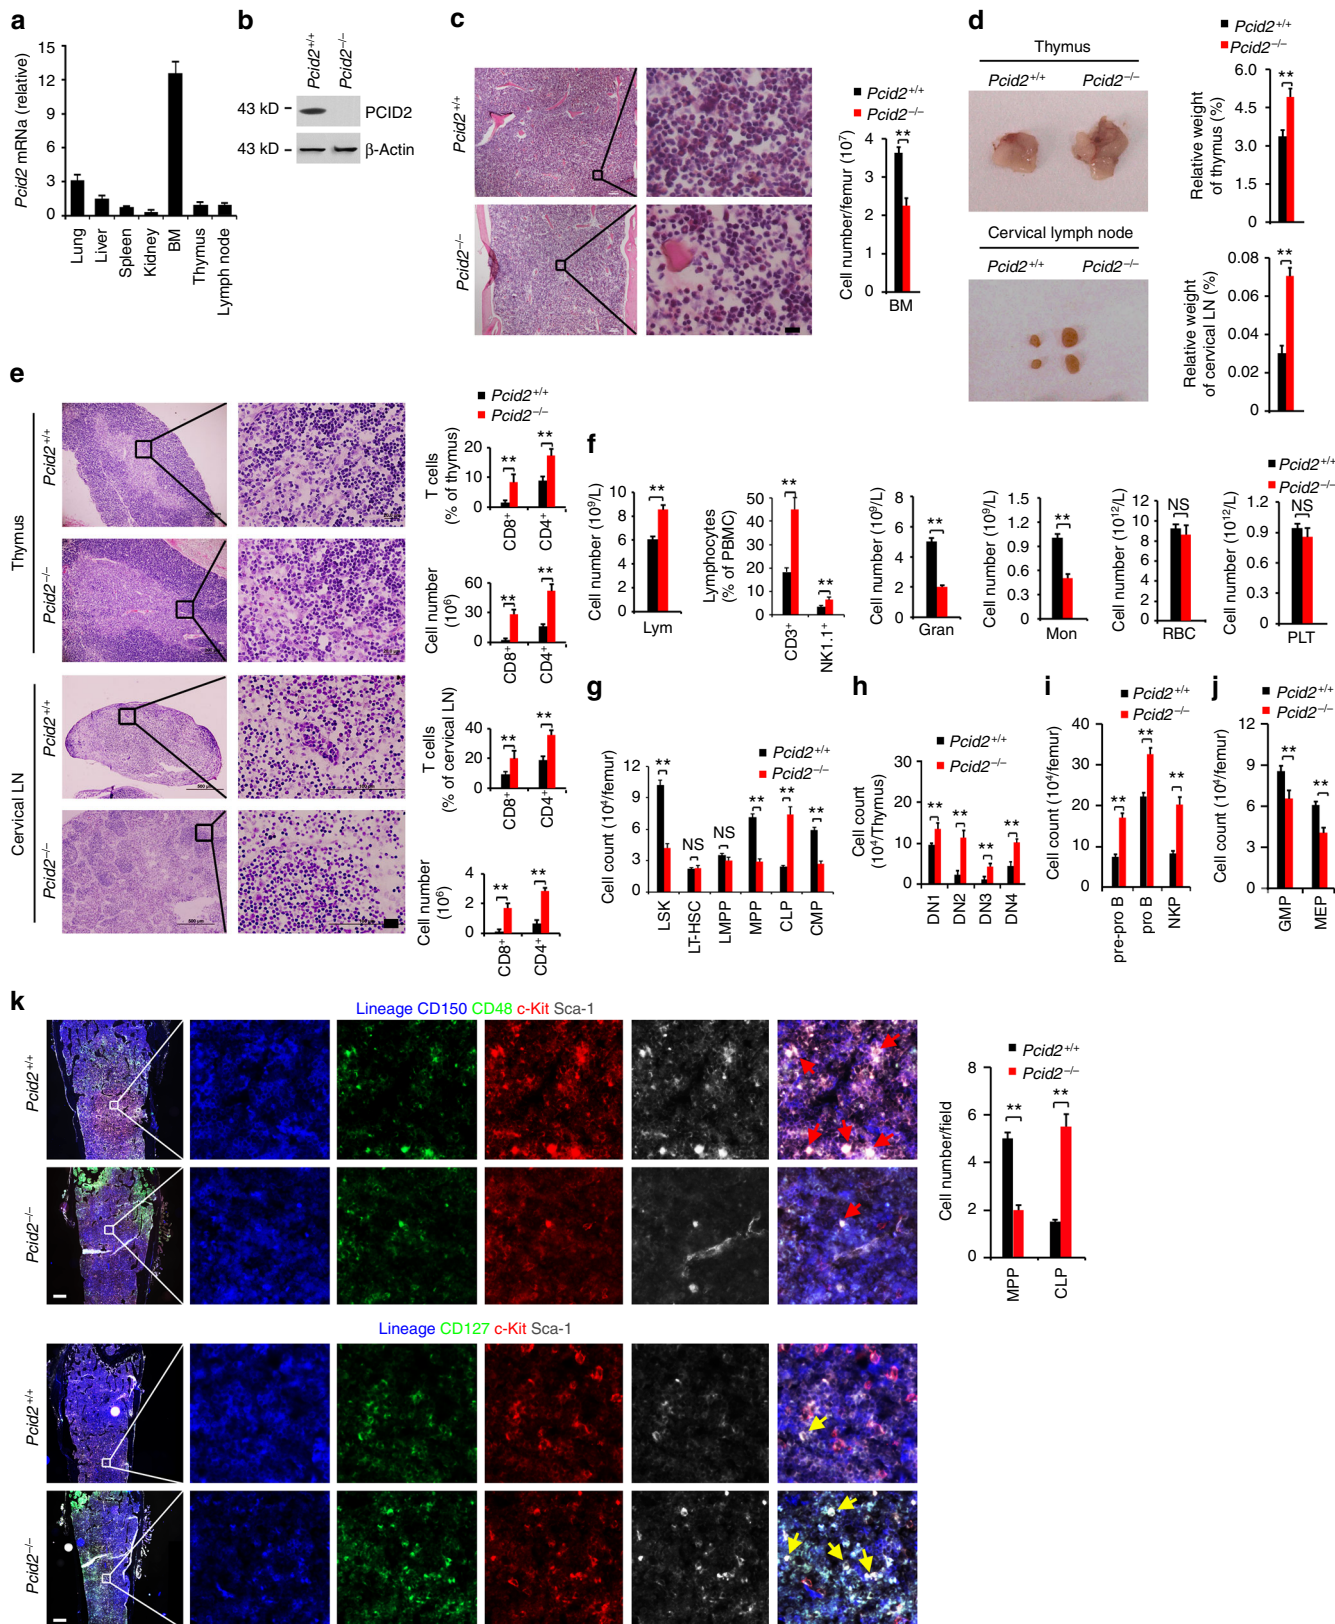 a
Pcid2 mRNa (relative)
15
12
9
6
3
0
Lung
Liver
Spleen
Kidney
BM
Thymus
Lymph node
b
Pcid2+/+
Pcid2−/−
43 kD
PCID2
43 kD
β-Actin
c
Pcid2+/+
Pcid2−/−
Pcid2+/+
Pcid2−/−
**
Cell number/femur (10⁷)
4
3
2
1
0
BM
d
Thymus
Pcid2+/+ Pcid2−/−
Cervical lymph node
Pcid2+/+ Pcid2−/−
Pcid2+/+
Pcid2−/−
Relative weight
of thymus (%)
6.0
4.5
3.0
1.5
0
**
Relative weight
of cervical LN (%)
0.08
0.06
0.04
0.02
0
**
e
Thymus
Pcid2+/+
Pcid2−/−
Cervical LN
Pcid2+/+
Pcid2−/−
500 μm
Pcid2+/+
Pcid2−/−
T cells
(% of thymus)
20
10
0
** **
CD8+
CD4+
Cell number
(10⁶)
60
30
0
** **
CD8+
CD4+
T cells
(% of cervical LN)
40
20
0
** **
CD8+
CD4+
Cell number
(10⁶)
4
2
0
** **
CD8+
CD4+
f
Cell number (10⁹/L)
10
8
6
4
2
0
**
Lym
Lymphocytes
(% of PBMC)
50
40
30
20
10
0
**
**
CD3+
NK1.1+
Cell number (10⁹/L)
8
6
4
2
0
**
Gran
Cell number (10⁹/L)
1.5
1.2
0.9
0.6
0.3
0
**
Mon
Cell number (10¹²/L)
12
9
6
3
0
NS
RBC
Pcid2+/+
Pcid2−/−
Cell number (10¹²/L)
1.2
0.9
0.6
0.3
0
NS
PLT
g
Pcid2+/+
Pcid2−/−
Cell count (10⁴/femur)
12
9
6
3
0
** NS NS ** ** **
LSK
LT-HSC
LMPP
MPP
CLP
CMP
h
Pcid2+/+
Pcid2−/−
Cell count
(10⁴/Thymus)
30
20
10
0
** ** ** **
DN1
DN2
DN3
DN4
i
Pcid2+/+
Pcid2−/−
Cell count (10⁴/femur)
40
30
20
10
0
** ** **
pre-pro B
pro B
NKP
j
Pcid2+/+
Pcid2−/−
Cell count (10⁴/femur)
12
9
6
3
0
** **
GMP
MEP
k
Lineage CD150 CD48 c-Kit Sca-1
Pcid2+/+
Pcid2−/−
Lineage CD127 c-Kit Sca-1
Pcid2+/+
Pcid2−/−
Pcid2+/+
Pcid2−/−
Cell number/field
8
6
4
2
0
** **
MPP
CLP